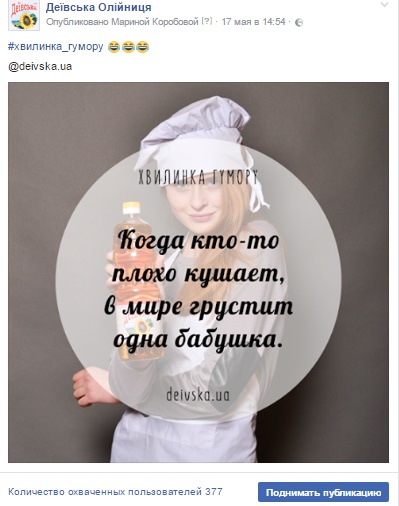 Деївська
Деївська Олійниця
Опубликовано Мариной Коробовой [?] · 17 мая в 14:54 ·
#хвилинка_гумору 😂😂😂
@deivska.ua
ХВИЛИНКА ГУМОРУ
Когда кто-то
плохо кушает,
в мире грустит
одна бабушка.
deivska.ua
Количество охваченных пользователей 377
Поднимать публикацию